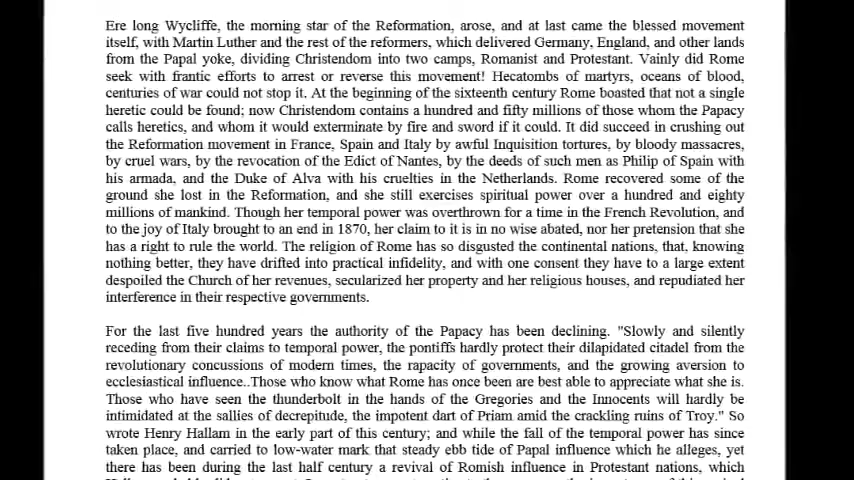 Ere long Wycliffe, the morning star of the Reformation, arose, and at last came the blessed movement
itself, with Martin Luther and the rest of the reformers, which delivered Germany, England, and other lands
from the Papal yoke, dividing Christendom into two camps, Romanist and Protestant. Vainly did Rome
seek with frantic efforts to arrest or reverse this movement! Hecatombs of martyrs, oceans of blood,
centuries of war could not stop it. At the beginning of the sixteenth century Rome boasted that not a single
heretic could be found; now Christendom contains a hundred and fifty millions of those whom the Papacy
calls heretics, and whom it would exterminate by fire and sword if it could. It did succeed in crushing out
the Reformation movement in France, Spain and Italy by awful Inquisition tortures, by bloody massacres,
by cruel wars, by the revocation of the Edict of Nantes, by the deeds of such men as Philip of Spain with
his armada, and the Duke of Alva with his cruelties in the Netherlands. Rome recovered some of the
ground she lost in the Reformation, and she still exercises spiritual power over a hundred and eighty
millions of mankind. Though her temporal power was overthrown for a time in the French Revolution, and
to the joy of Italy brought to an end in 1870, her claim to it is in no wise abated, nor her pretension that she
has a right to rule the world. The religion of Rome has so disgusted the continental nations, that, knowing
nothing better, they have drifted into practical infidelity, and with one consent they have to a large extent
despoiled the Church of her revenues, secularized her property and her religious houses, and repudiated her
interference in their respective governments.
For the last five hundred years the authority of the Papacy has been declining. "Slowly and silently
receding from their claims to temporal power, the pontiffs hardly protect their dilapidated citadel from the
revolutionary concussions of modern times, the rapacity of governments, and the growing aversion to
ecclesiastical influence..Those who know what Rome has once been are best able to appreciate what she is.
Those who have seen the thunderbolt in the hands of the Gregories and the Innocents will hardly be
intimidated at the sallies of decrepitude, the impotent dart of Priam amid the crackling ruins of Troy." So
wrote Henry Hallam in the early part of this century; and while the fall of the temporal power has since
taken place, and carried to low-water mark that steady ebb tide of Papal influence which he alleges, yet
there has been during the last half century a revival of Romish influence in Protestant nations, which